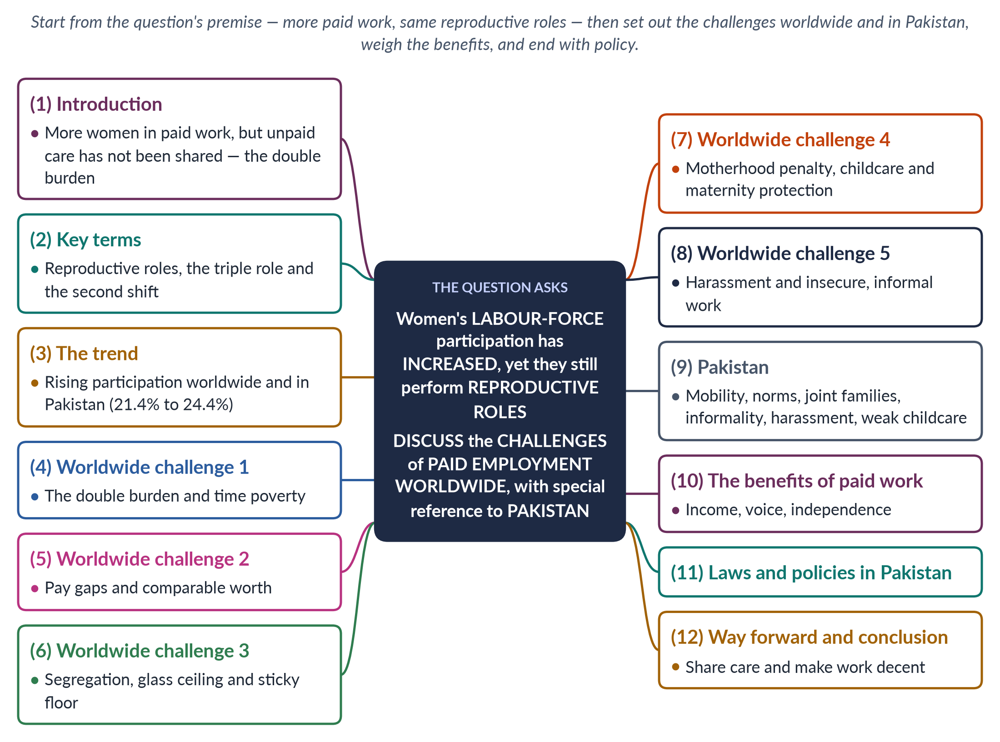 Start from the question's premise — more paid work, same reproductive roles — then set out the challenges worldwide and in Pakistan,
weigh the benefits, and end with policy.
(1) Introduction
• More women in paid work, but unpaid
care has not been shared — the double
burden
(2) Key terms
• Reproductive roles, the triple role and
the second shift
(3) The trend
• Rising participation worldwide and in
Pakistan (21.4% to 24.4%)
(4) Worldwide challenge 1
• The double burden and time poverty
(5) Worldwide challenge 2
• Pay gaps and comparable worth
(6) Worldwide challenge 3
• Segregation, glass ceiling and sticky
floor
THE QUESTION ASKS
Women's LABOUR-FORCE
participation has
INCREASED, yet they still
perform REPRODUCTIVE
ROLES
DISCUSS the CHALLENGES
of PAID EMPLOYMENT
WORLDWIDE, with special
reference to PAKISTAN
(7) Worldwide challenge 4
• Motherhood penalty, childcare and
maternity protection
(8) Worldwide challenge 5
• Harassment and insecure, informal
work
(9) Pakistan
• Mobility, norms, joint families,
informality, harassment, weak childcare
(10) The benefits of paid work
• Income, voice, independence
(11) Laws and policies in Pakistan
(12) Way forward and conclusion
• Share care and make work decent